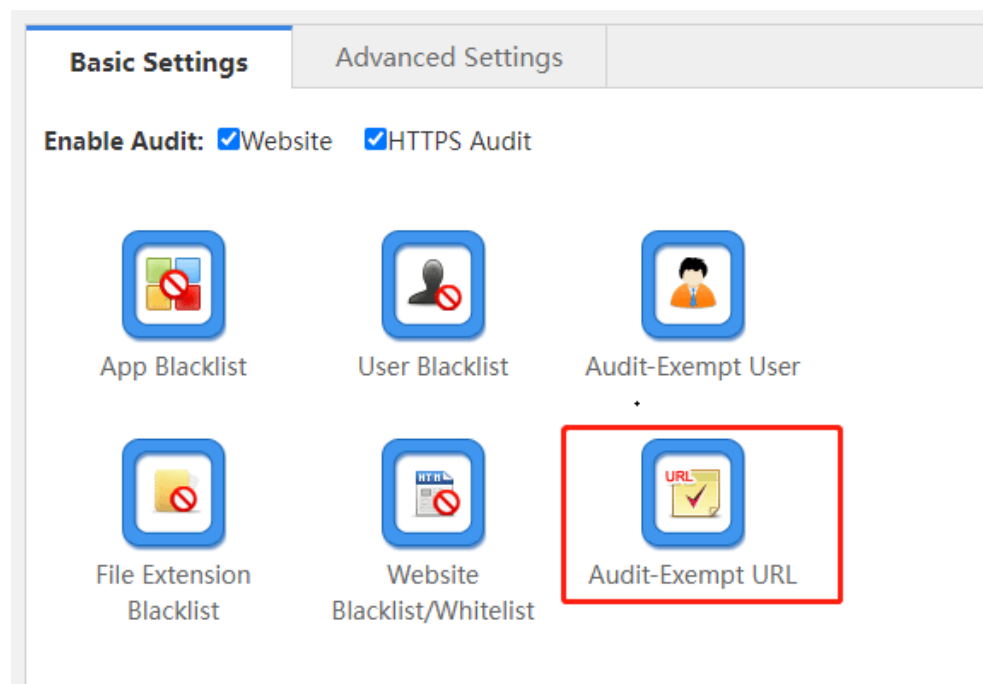 Basic Settings
Advanced Settings
Enable Audit: Website HTTPS Audit
App Blacklist
User Blacklist
Audit-Exempt User
HTML
URL
File Extension
Blacklist
Website
Blacklist/Whitelist
Audit-Exempt URL